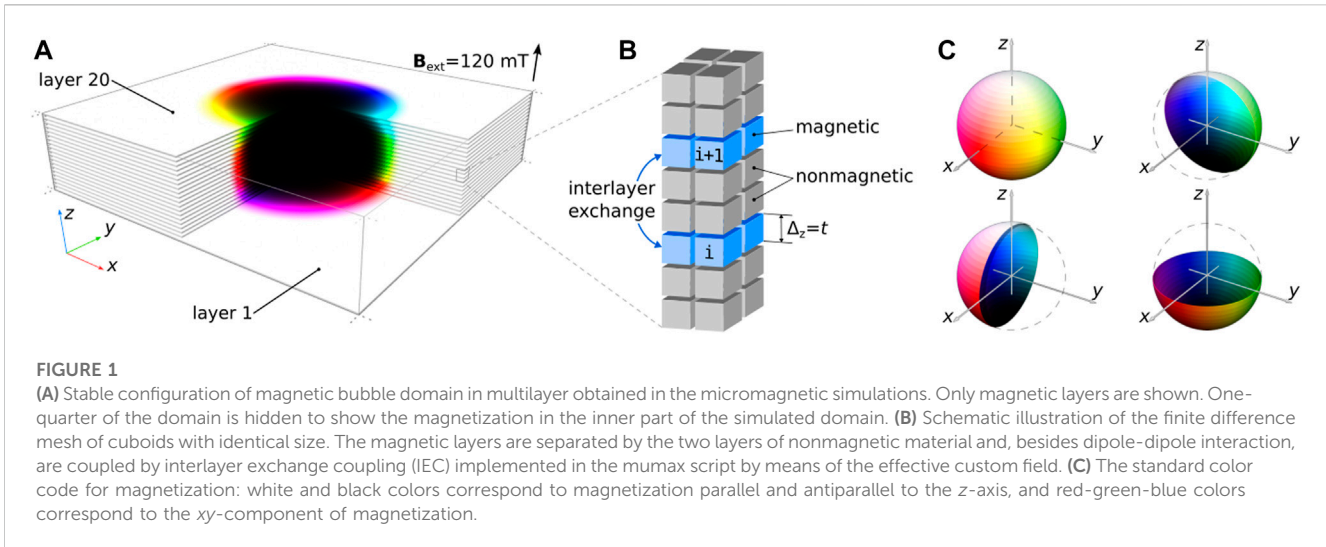 A
layer 20
B_ext=120 mT
z
y
x
layer 1
B
i+1
i
interlayer
exchange
magnetic
nonmagnetic
Δ_z=t
C
z
y
x
z
y
x
z
y
x
z
y
x
FIGURE 1
(A) Stable configuration of magnetic bubble domain in multilayer obtained in the micromagnetic simulations. Only magnetic layers are shown. One-
quarter of the domain is hidden to show the magnetization in the inner part of the simulated domain. (B) Schematic illustration of the finite difference
mesh of cuboids with identical size. The magnetic layers are separated by the two layers of nonmagnetic material and, besides dipole-dipole interaction,
are coupled by interlayer exchange coupling (IEC) implemented in the mumax script by means of the effective custom field. (C) The standard color
code for magnetization: white and black colors correspond to magnetization parallel and antiparallel to the z-axis, and red-green-blue colors
correspond to the xy-component of magnetization.